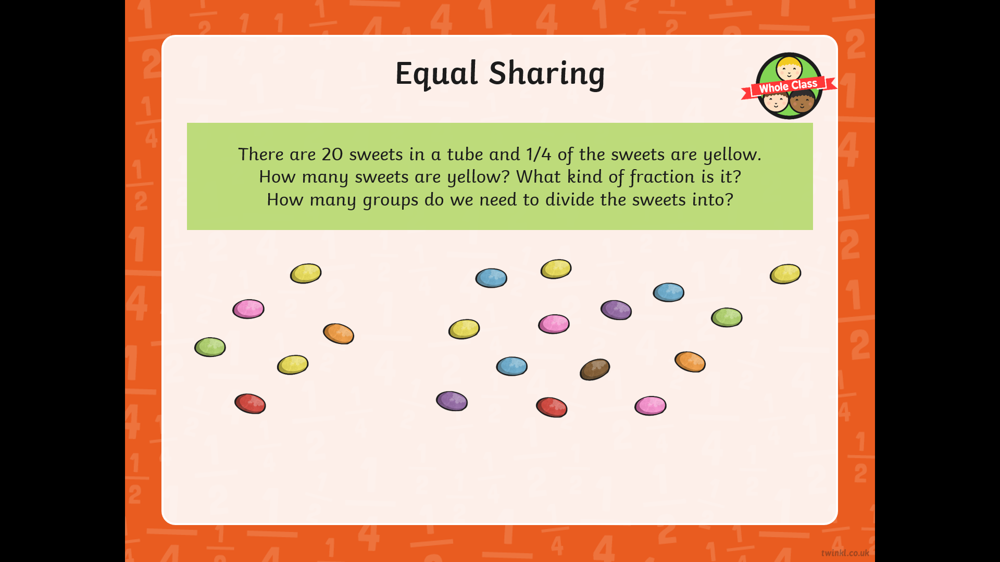 Equal Sharing
Whole Class
There are 20 sweets in a tube and 1/4 of the sweets are yellow.
How many sweets are yellow? What kind of fraction is it?
How many groups do we need to divide the sweets into?
twinkl.co.uk